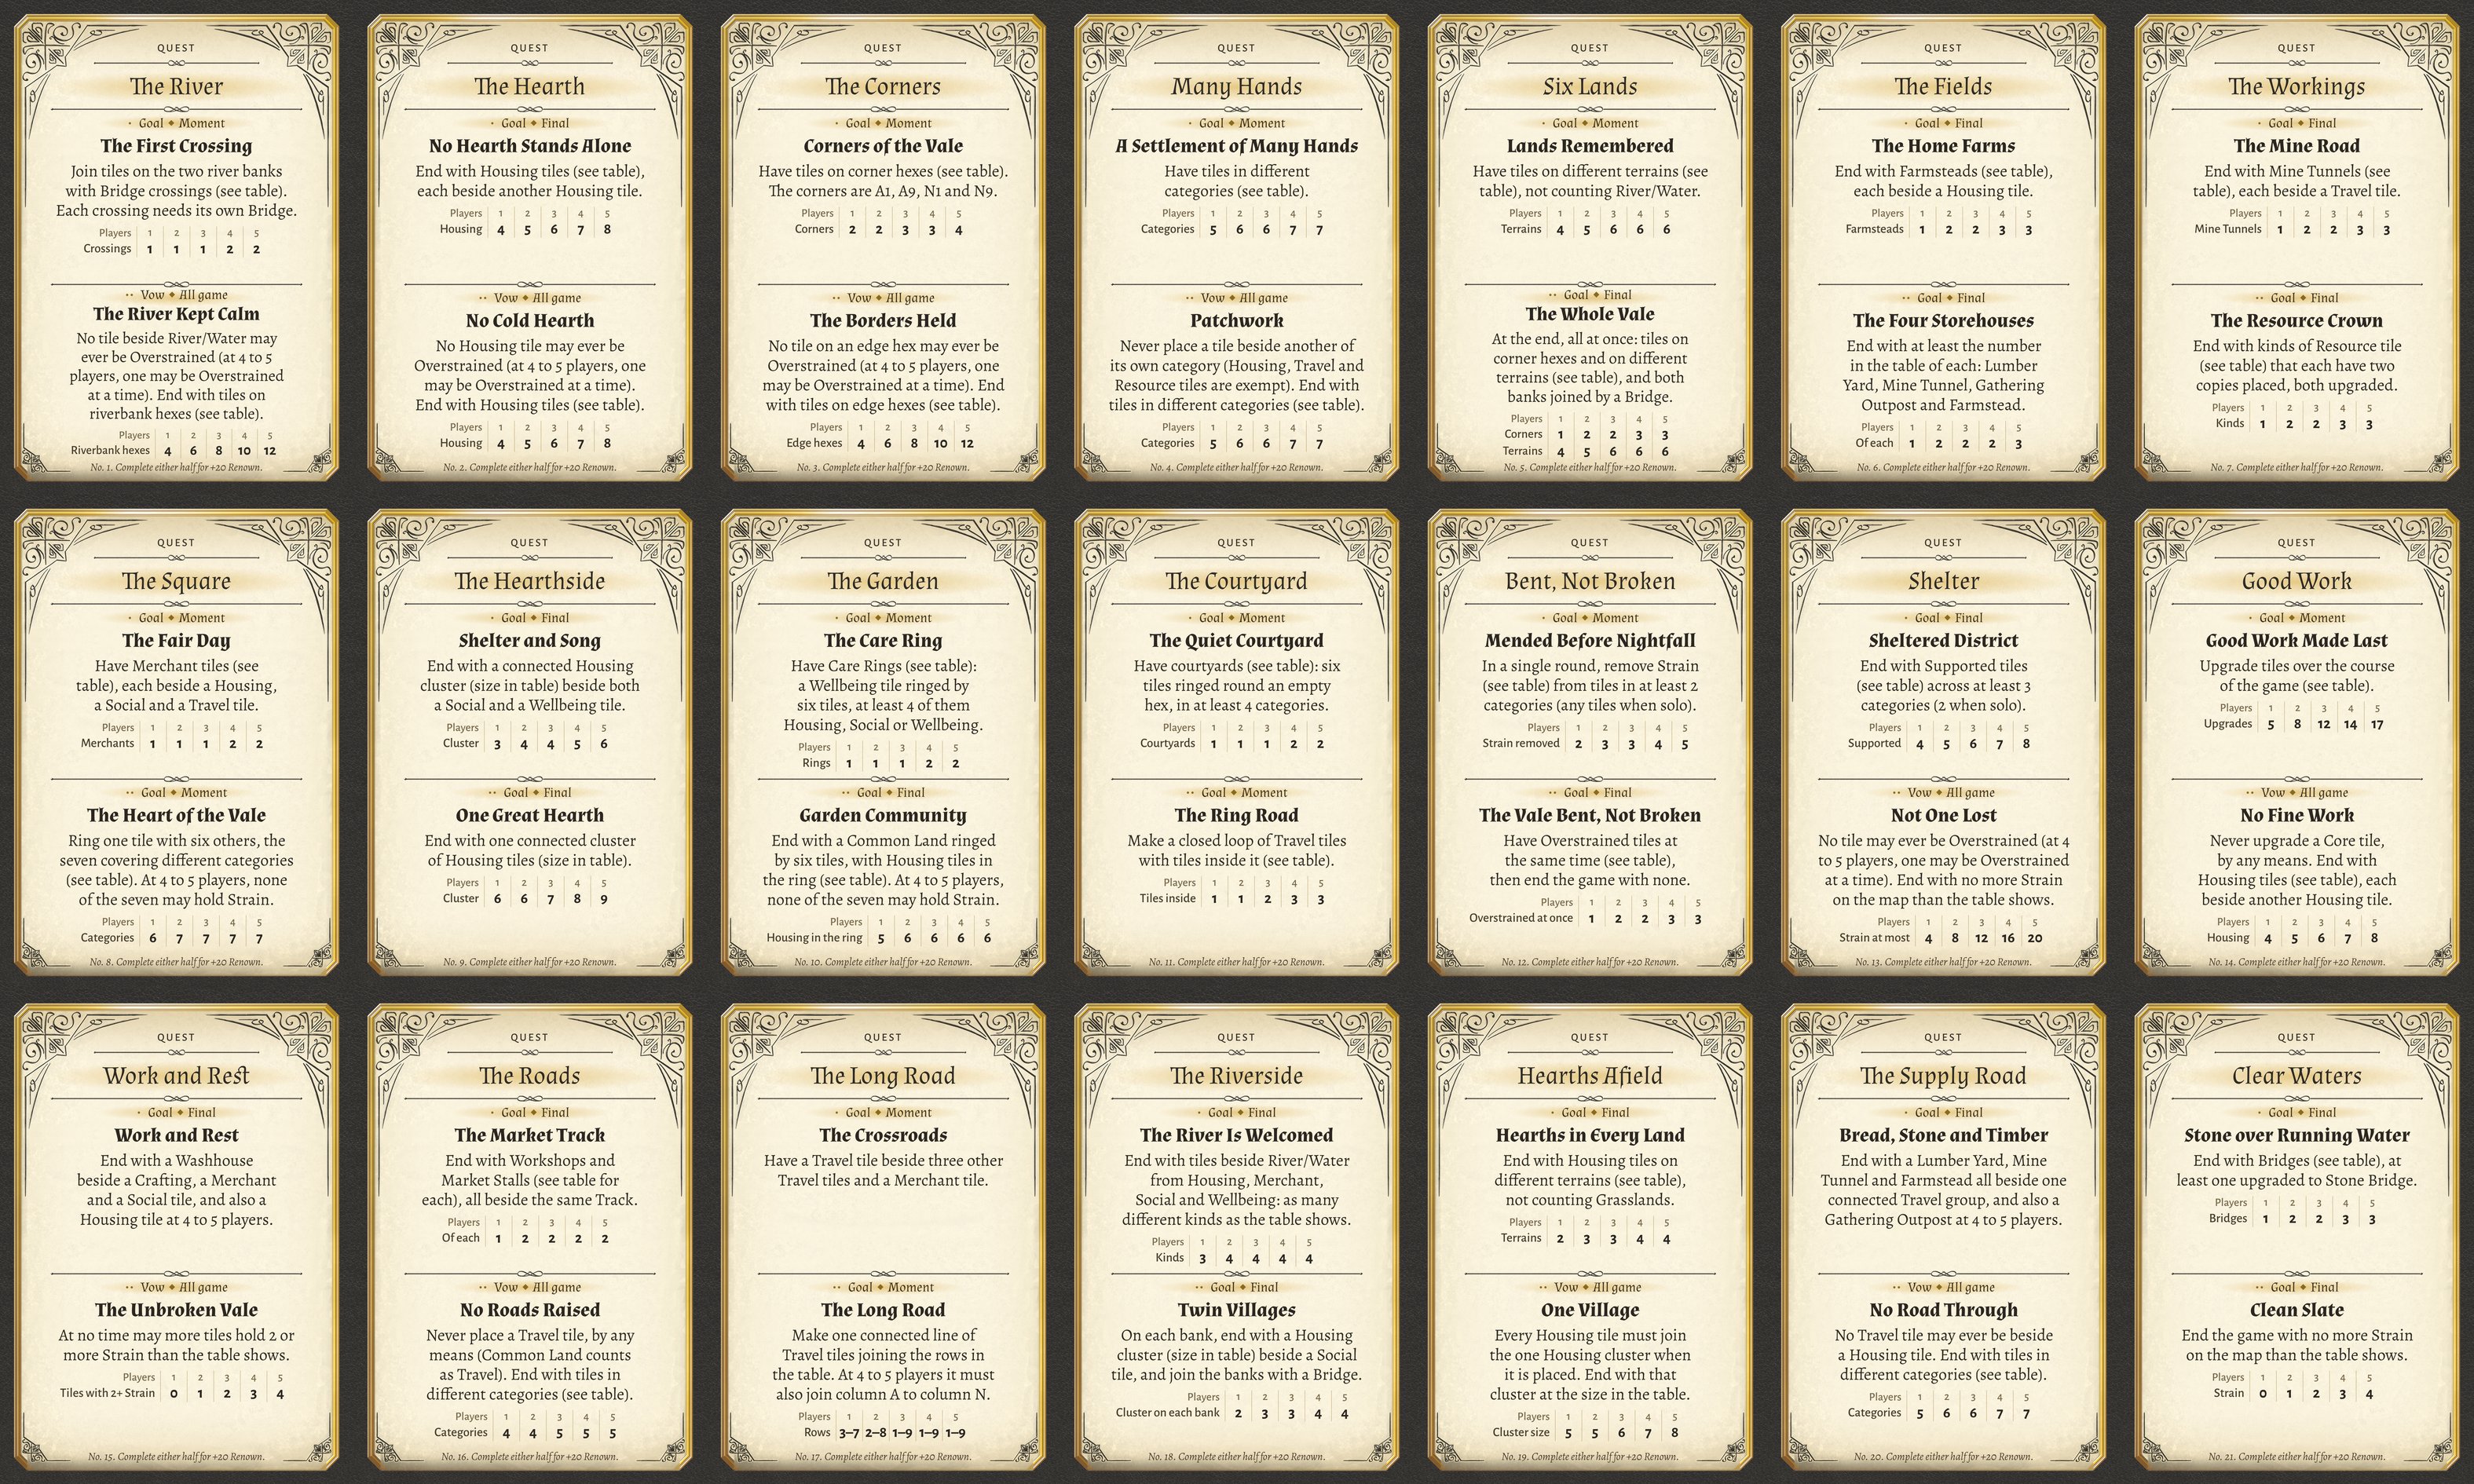 QUEST
The River
· Goal ◆ Moment
The First Crossing
Join tiles on the two river banks
with Bridge crossings (see table).
Each crossing needs its own Bridge.
Players 1 2 3 4 5
Crossings 1 1 1 2 2
·· Vow ◆ All game
The River Kept Calm
No tile beside River/Water may
ever be Overstrained (at 4 to 5
players, one may be Overstrained
at a time). End with tiles on
riverbank hexes (see table).
Players 1 2 3 4 5
Riverbank hexes 4 6 8 10 12
No. 1. Complete either half for +20 Renown.
QUEST
The Hearth
· Goal ◆ Final
No Hearth Stands Alone
End with Housing tiles (see table),
each beside another Housing tile.
Players 1 2 3 4 5
Housing 4 5 6 7 8
·· Vow ◆ All game
No Cold Hearth
No Housing tile may ever be
Overstrained (at 4 to 5 players, one
may be Overstrained at a time).
End with Housing tiles (see table).
Players 1 2 3 4 5
Housing 4 5 6 7 8
No. 2. Complete either half for +20 Renown.
QUEST
The Corners
· Goal ◆ Moment
Corners of the Vale
Have tiles on corner hexes (see table).
The corners are A1, A9, N1 and N9.
Players 1 2 3 4 5
Corners 2 2 3 3 4
·· Vow ◆ All game
The Borders Held
No tile on an edge hex may ever be
Overstrained (at 4 to 5 players, one
may be Overstrained at a time). End
with tiles on edge hexes (see table).
Players 1 2 3 4 5
Edge hexes 4 6 8 10 12
No. 3. Complete either half for +20 Renown.
QUEST
Many Hands
· Goal ◆ Moment
A Settlement of Many Hands
Have tiles in different
categories (see table).
Players 1 2 3 4 5
Categories 5 6 6 7 7
·· Vow ◆ All game
Patchwork
Never place a tile beside another of
its own category (Housing, Travel and
Resource tiles are exempt). End with
tiles in different categories (see table).
Players 1 2 3 4 5
Categories 5 6 6 7 7
No. 4. Complete either half for +20 Renown.
QUEST
Six Lands
· Goal ◆ Moment
Lands Remembered
Have tiles on different terrains (see
table), not counting River/Water.
Players 1 2 3 4 5
Terrains 4 5 6 6 6
·· Goal ◆ Final
The Whole Vale
At the end, all at once: tiles on
corner hexes and on different
terrains (see table), and both
banks joined by a Bridge.
Players 1 2 3 4 5
Corners 1 2 2 3 3
Terrains 4 5 6 6 6
No. 5. Complete either half for +20 Renown.
QUEST
The Fields
· Goal ◆ Final
The Home Farms
End with Farmsteads (see table),
each beside a Housing tile.
Players 1 2 3 4 5
Farmsteads 1 2 2 3 3
·· Goal ◆ Final
The Four Storehouses
End with at least the number
in the table of each: Lumber
Yard, Mine Tunnel, Gathering
Outpost and Farmstead.
Players 1 2 3 4 5
Of each 1 2 2 2 3
No. 6. Complete either half for +20 Renown.
QUEST
The Workings
· Goal ◆ Final
The Mine Road
End with Mine Tunnels (see
table), each beside a Travel tile.
Players 1 2 3 4 5
Mine Tunnels 1 2 2 3 3
·· Goal ◆ Final
The Resource Crown
End with kinds of Resource tile
(see table) that each have two
copies placed, both upgraded.
Players 1 2 3 4 5
Kinds 1 2 2 3 3
No. 7. Complete either half for +20 Renown.
QUEST
The Square
· Goal ◆ Moment
The Fair Day
Have Merchant tiles (see
table), each beside a Housing,
a Social and a Travel tile.
Players 1 2 3 4 5
Merchants 1 1 1 2 2
·· Goal ◆ Moment
The Heart of the Vale
Ring one tile with six others, the
seven covering different categories
(see table). At 4 to 5 players, none
of the seven may hold Strain.
Players 1 2 3 4 5
Categories 6 7 7 7 7
No. 8. Complete either half for +20 Renown.
QUEST
The Hearthside
· Goal ◆ Final
Shelter and Song
End with a connected Housing
cluster (size in table) beside both
a Social and a Wellbeing tile.
Players 1 2 3 4 5
Cluster 3 4 4 5 6
·· Goal ◆ Final
One Great Hearth
End with one connected cluster
of Housing tiles (size in table).
Players 1 2 3 4 5
Cluster 6 6 7 8 9
No. 9. Complete either half for +20 Renown.
QUEST
The Garden
· Goal ◆ Moment
The Care Ring
Have Care Rings (see table):
a Wellbeing tile ringed by
six tiles, at least 4 of them
Housing, Social or Wellbeing.
Players 1 2 3 4 5
Rings 1 1 1 2 2
·· Goal ◆ Final
Garden Community
End with a Common Land ringed
by six tiles, with Housing tiles in
the ring (see table). At 4 to 5 players,
none of the seven may hold Strain.
Players 1 2 3 4 5
Housing in the ring 5 6 6 6 6
No. 10. Complete either half for +20 Renown.
QUEST
The Courtyard
· Goal ◆ Moment
The Quiet Courtyard
Have courtyards (see table): six
tiles ringed round an empty
hex, in at least 4 categories.
Players 1 2 3 4 5
Courtyards 1 1 1 2 2
·· Goal ◆ Moment
The Ring Road
Make a closed loop of Travel tiles
with tiles inside it (see table).
Players 1 2 3 4 5
Tiles inside 1 1 2 3 3
No. 11. Complete either half for +20 Renown.
QUEST
Bent, Not Broken
· Goal ◆ Moment
Mended Before Nightfall
In a single round, remove Strain
(see table) from tiles in at least 2
categories (any tiles when solo).
Players 1 2 3 4 5
Strain removed 2 3 3 4 5
·· Goal ◆ Final
The Vale Bent, Not Broken
Have Overstrained tiles at
the same time (see table),
then end the game with none.
Players 1 2 3 4 5
Overstrained at once 1 2 2 3 3
No. 12. Complete either half for +20 Renown.
QUEST
Shelter
· Goal ◆ Final
Sheltered District
End with Supported tiles
(see table) across at least 3
categories (2 when solo).
Players 1 2 3 4 5
Supported 4 5 6 7 8
·· Vow ◆ All game
Not One Lost
No tile may ever be Overstrained (at 4
to 5 players, one may be Overstrained
at a time). End with no more Strain
on the map than the table shows.
Players 1 2 3 4 5
Strain at most 4 8 12 16 20
No. 13. Complete either half for +20 Renown.
QUEST
Good Work
· Goal ◆ Moment
Good Work Made Last
Upgrade tiles over the course
of the game (see table).
Players 1 2 3 4 5
Upgrades 5 8 12 14 17
·· Vow ◆ All game
No Fine Work
Never upgrade a Core tile,
by any means. End with
Housing tiles (see table), each
beside another Housing tile.
Players 1 2 3 4 5
Housing 4 5 6 7 8
No. 14. Complete either half for +20 Renown.
QUEST
Work and Rest
· Goal ◆ Final
Work and Rest
End with a Washhouse
beside a Crafting, a Merchant
and a Social tile, and also a
Housing tile at 4 to 5 players.
·· Vow ◆ All game
The Unbroken Vale
At no time may more tiles hold 2 or
more Strain than the table shows.
Players 1 2 3 4 5
Tiles with 2+ Strain 0 1 2 3 4
No. 15. Complete either half for +20 Renown.
QUEST
The Roads
· Goal ◆ Final
The Market Track
End with Workshops and
Market Stalls (see table for
each), all beside the same Track.
Players 1 2 3 4 5
Of each 1 2 2 2 2
·· Vow ◆ All game
No Roads Raised
Never place a Travel tile, by any
means (Common Land counts
as Travel). End with tiles in
different categories (see table).
Players 1 2 3 4 5
Categories 4 4 5 5 5
No. 16. Complete either half for +20 Renown.
QUEST
The Long Road
· Goal ◆ Moment
The Crossroads
Have a Travel tile beside three other
Travel tiles and a Merchant tile.
·· Goal ◆ Moment
The Long Road
Make one connected line of
Travel tiles joining the rows in
the table. At 4 to 5 players it must
also join column A to column N.
Players 1 2 3 4 5
Rows 3–7 2–8 1–9 1–9 1–9
No. 17. Complete either half for +20 Renown.
QUEST
The Riverside
· Goal ◆ Final
The River Is Welcomed
End with tiles beside River/Water
from Housing, Merchant,
Social and Wellbeing: as many
different kinds as the table shows.
Players 1 2 3 4 5
Kinds 3 4 4 4 4
·· Goal ◆ Final
Twin Villages
On each bank, end with a Housing
cluster (size in table) beside a Social
tile, and join the banks with a Bridge.
Players 1 2 3 4 5
Cluster on each bank 2 3 3 4 4
No. 18. Complete either half for +20 Renown.
QUEST
Hearths Afield
· Goal ◆ Final
Hearths in Every Land
End with Housing tiles on
different terrains (see table),
not counting Grasslands.
Players 1 2 3 4 5
Terrains 2 3 3 4 4
·· Vow ◆ All game
One Village
Every Housing tile must join
the one Housing cluster when
it is placed. End with that
cluster at the size in the table.
Players 1 2 3 4 5
Cluster size 5 5 6 7 8
No. 19. Complete either half for +20 Renown.
QUEST
The Supply Road
· Goal ◆ Final
Bread, Stone and Timber
End with a Lumber Yard, Mine
Tunnel and Farmstead all beside one
connected Travel group, and also a
Gathering Outpost at 4 to 5 players.
·· Vow ◆ All game
No Road Through
No Travel tile may ever be beside
a Housing tile. End with tiles in
different categories (see table).
Players 1 2 3 4 5
Categories 5 6 6 7 7
No. 20. Complete either half for +20 Renown.
QUEST
Clear Waters
· Goal ◆ Final
Stone over Running Water
End with Bridges (see table), at
least one upgraded to Stone Bridge.
Players 1 2 3 4 5
Bridges 1 2 2 3 3
·· Goal ◆ Final
Clean Slate
End the game with no more Strain
on the map than the table shows.
Players 1 2 3 4 5
Strain 0 1 2 3 4
No. 21. Complete either half for +20 Renown.